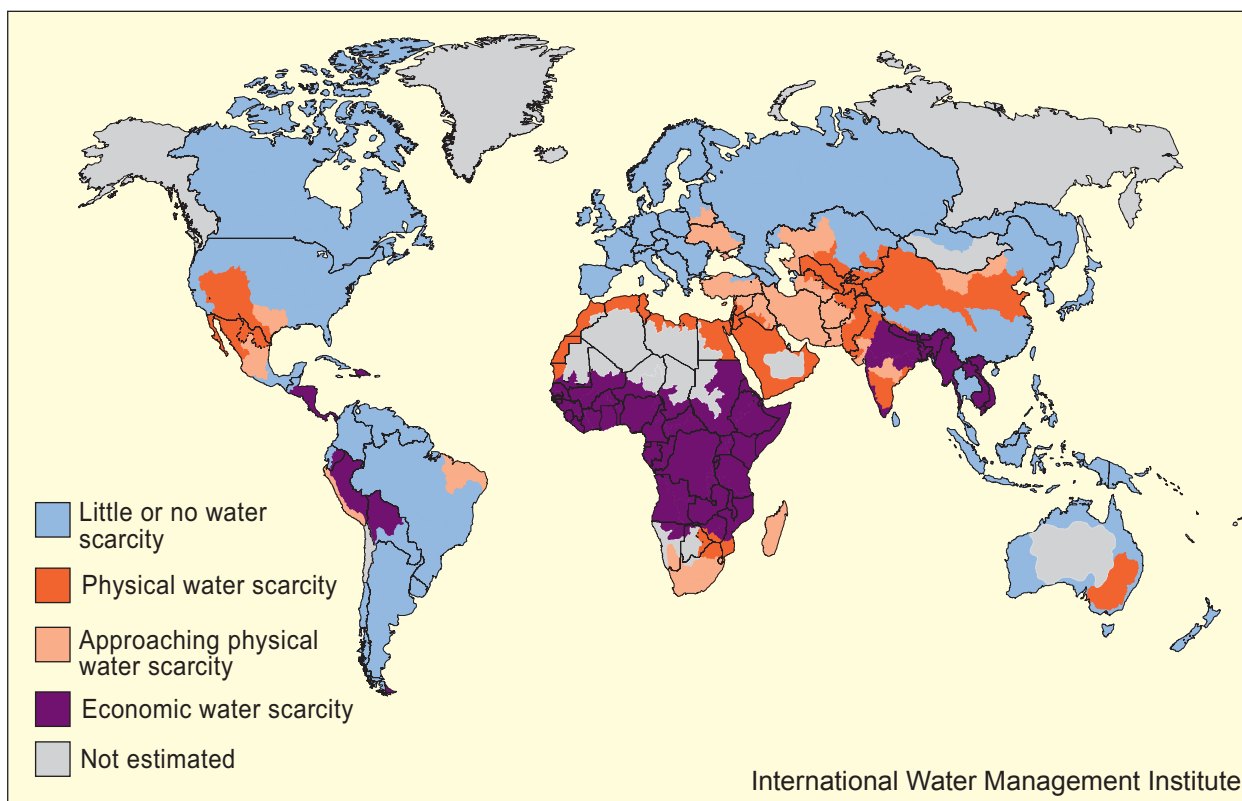 Little or no water
scarcity
Physical water scarcity
Approaching physical
water scarcity
Economic water scarcity
Not estimated
International Water Management Institute